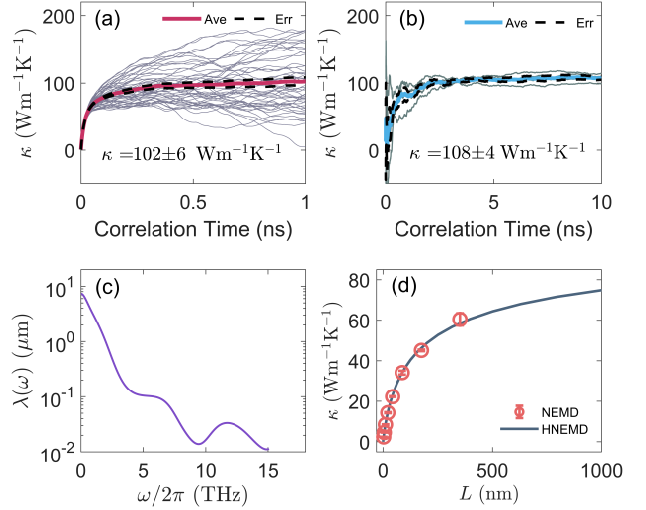 (a)
Ave
Err
200
100
0
κ (Wm⁻¹K⁻¹)
κ =102±6 Wm⁻¹K⁻¹
0.5
1
Correlation Time (ns)
(b)
Ave
Err
200
100
0
κ (Wm⁻¹K⁻¹)
κ =108±4 Wm⁻¹K⁻¹
0
5
10
Correlation Time (ns)
(c)
10¹
10⁰
10⁻¹
10⁻²
λ(ω) (μm)
0
5
10
15
ω/2π (THz)
(d)
80
60
40
20
0
κ (Wm⁻¹K⁻¹)
NEMD
HNEMD
0
500
1000
L (nm)